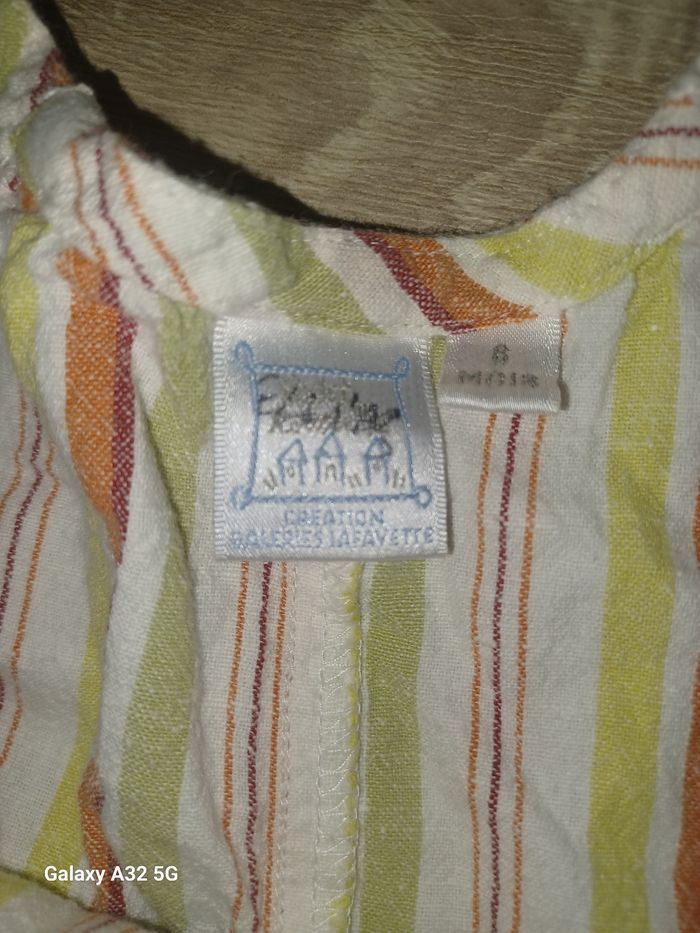 6
MOIS
CREATION
GALERIES LAFAYETTE
Galaxy A32 5G